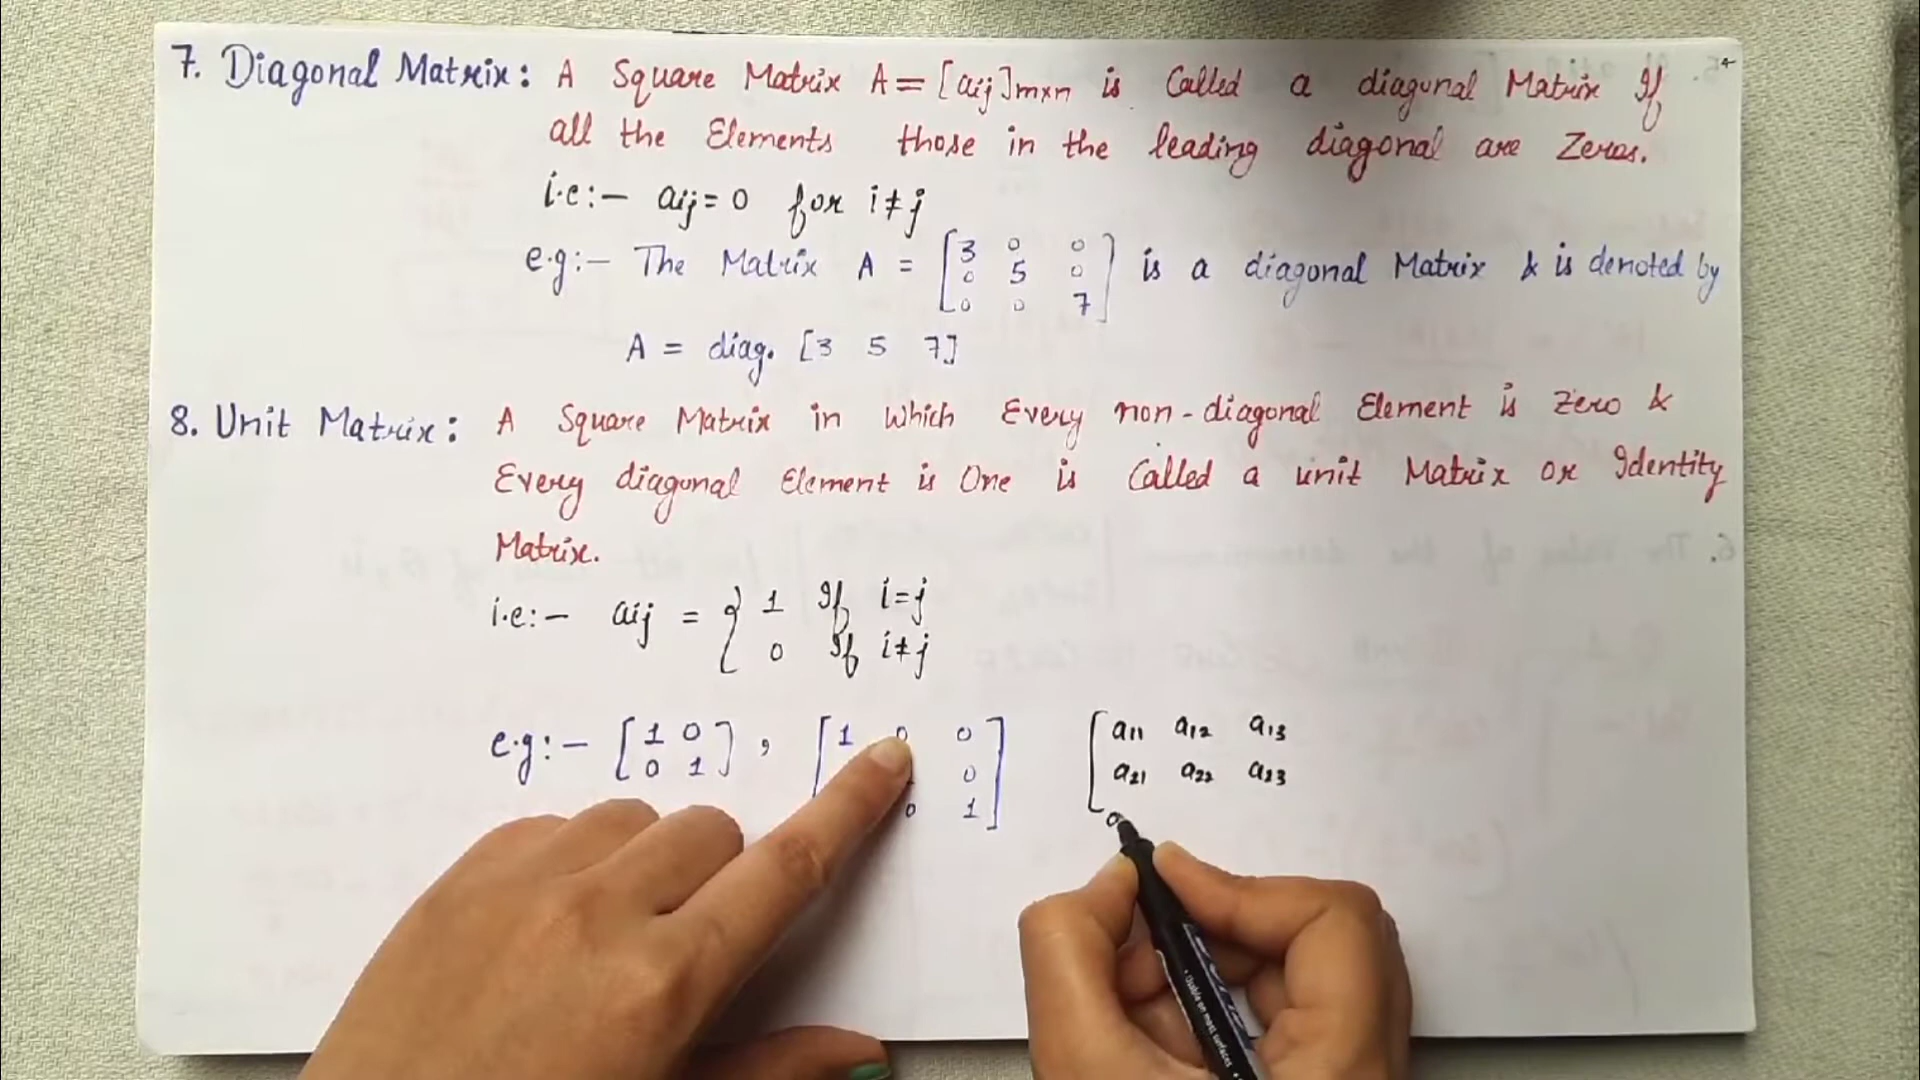 7. Diagonal Matrix: A Square Matrix A = [aij]m×n is Called a diagonal Matrix If
all the Elements those in the leading diagonal are Zeros.
i.e:- aij = 0 for i ≠ j
e.g:- The Matrix A = [3 0 0
0 5 0
0 0 7] is a diagonal Matrix & is denoted by
A = diag. [3 5 7]
8. Unit Matrix: A Square Matrix in Which Every non-diagonal Element is Zero &
Every diagonal Element is One is Called a unit Matrix or Identity
Matrix.
i.e:- aij = { 1 If i = j
0 If i ≠ j
e.g:- [1 0
0 1] , [1 0 0
0
0 1]
[a11 a12 a13
a21 a22 a23
Usable on most surfaces